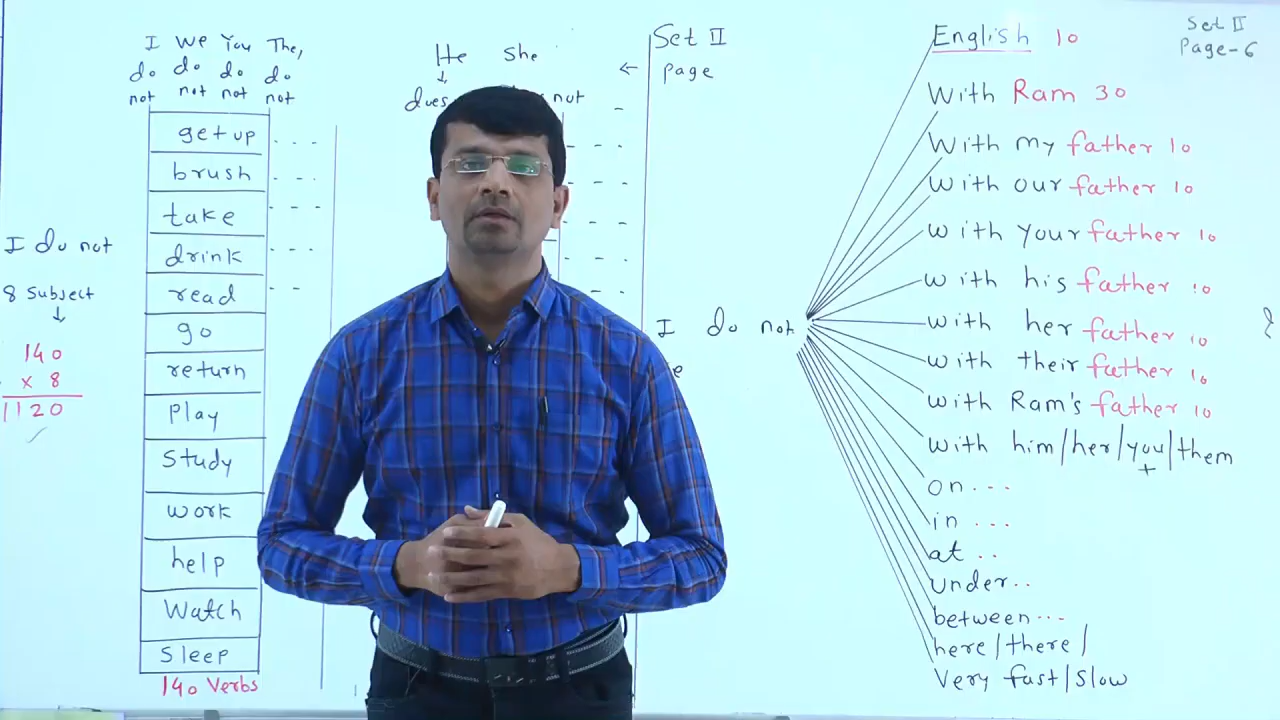 I We You The,
do do do do
not not not not
get up
brush
take
drink
read
go
return
Play
Study
work
help
Watch
Sleep
140 Verbs
I do not
8 Subject
140
x 8
1120
He She
does not
Set II
page
I do not
English 10
With Ram 30
With my father 10
With our father 10
With your father 10
with his father 10
with her father 10
with their father 10
with Ram's father 10
with him/her/you/them
+
on...
in ...
at ..
under..
between...
here/there/
Very fast/slow
Set II
Page-6